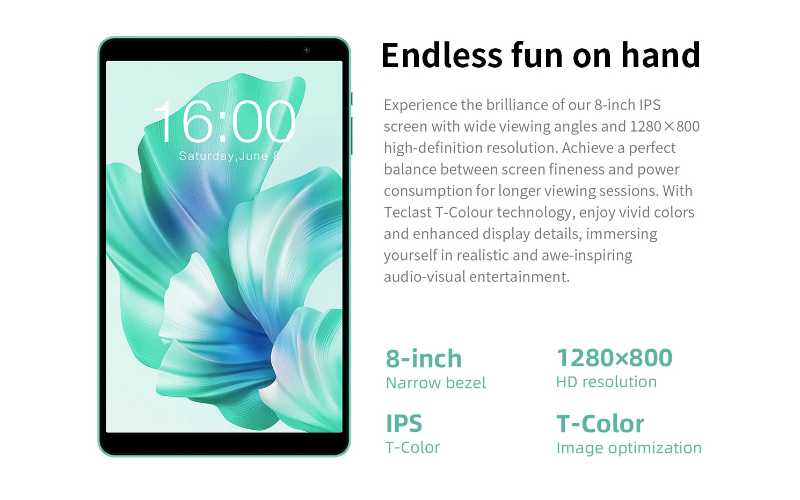 16:00
Saturday,June 8
Endless fun on hand
Experience the brilliance of our 8-inch IPS
screen with wide viewing angles and 1280×800
high-definition resolution. Achieve a perfect
balance between screen fineness and power
consumption for longer viewing sessions. With
Teclast T-Colour technology, enjoy vivid colors
and enhanced display details, immersing
yourself in realistic and awe-inspiring
audio-visual entertainment.
8-inch
Narrow bezel
1280×800
HD resolution
IPS
T-Color
T-Color
Image optimization